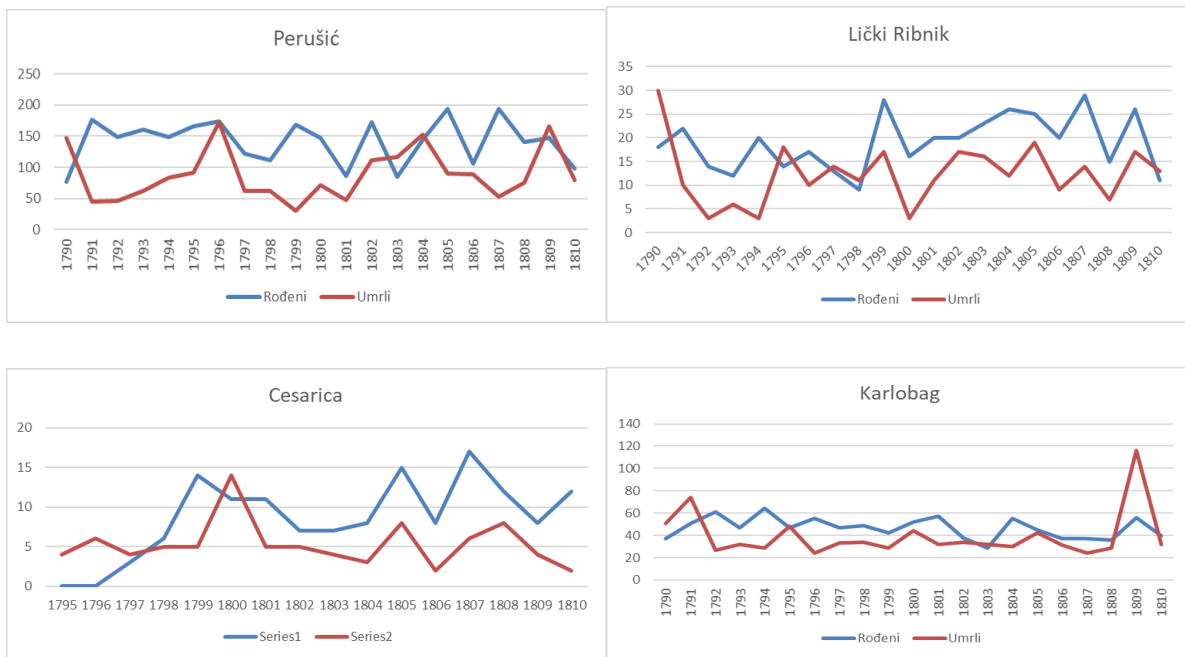 Perušić
250
200
150
100
50
0
1790 1791 1792 1793 1794 1795 1796 1797 1798 1799 1800 1801 1802 1803 1804 1805 1806 1807 1808 1809 1810
Rođeni Umrli
Lički Ribnik
35
30
25
20
15
10
5
0
1790 1791 1792 1793 1794 1795 1796 1797 1798 1799 1800 1801 1802 1803 1804 1805 1806 1807 1808 1809 1810
Rođeni Umrli
Cesarica
20
15
10
5
0
1795 1796 1797 1798 1799 1800 1801 1802 1803 1804 1805 1806 1807 1808 1809 1810
Series1 Series2
Karlobag
140
120
100
80
60
40
20
0
1790 1791 1792 1793 1794 1795 1796 1797 1798 1799 1800 1801 1802 1803 1804 1805 1806 1807 1808 1809 1810
Rođeni Umrli